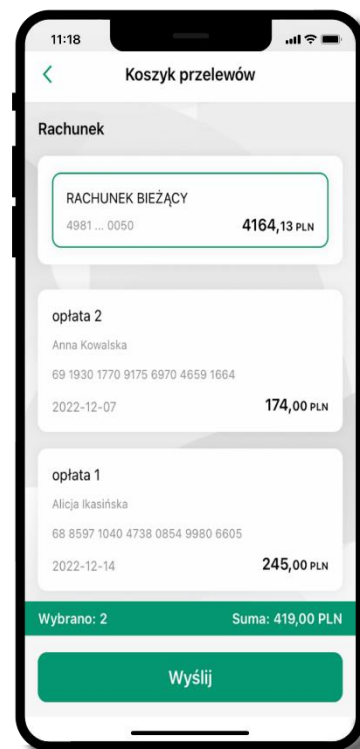 11:18
Koszyk przelewów
Rachunek
RACHUNEK BIEŻĄCY
4981 ... 0050 4164,13 PLN
opłata 2
Anna Kowalska
69 1930 1770 9175 6970 4659 1664
2022-12-07 174,00 PLN
opłata 1
Alicja Ikasińska
68 8597 1040 4738 0854 9980 6605
2022-12-14 245,00 PLN
Wybrano: 2 Suma: 419,00 PLN
Wyślij